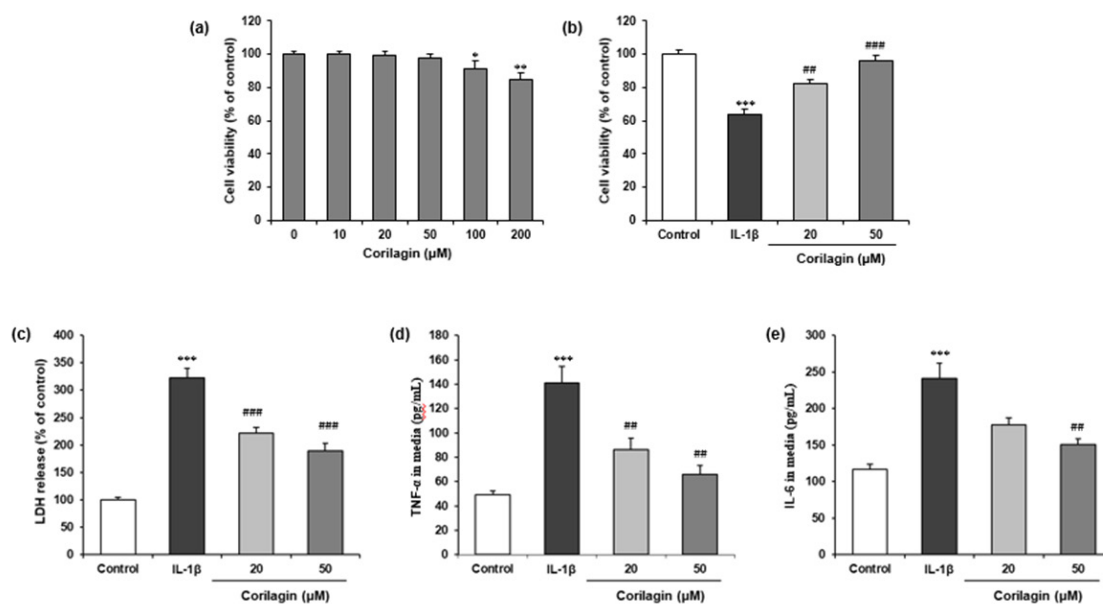 (a)
Cell viability (% of control)
120
100
80
60
40
20
0
*
**
0 10 20 50 100 200
Corilagin (µM)
(b)
Cell viability (% of control)
120
100
80
60
40
20
0
***
##
###
Control IL-1β 20 50
Corilagin (µM)
(c)
LDH release (% of control)
400
350
300
250
200
150
100
50
0
***
###
###
Control IL-1β 20 50
Corilagin (µM)
(d)
TNF-α in media (pg/mL)
180
160
140
120
100
80
60
40
20
0
***
##
##
Control IL-1β 20 50
Corilagin (µM)
(e)
IL-6 in media (pg/mL)
300
250
200
150
100
50
0
***
##
Control IL-1β 20 50
Corilagin (µM)